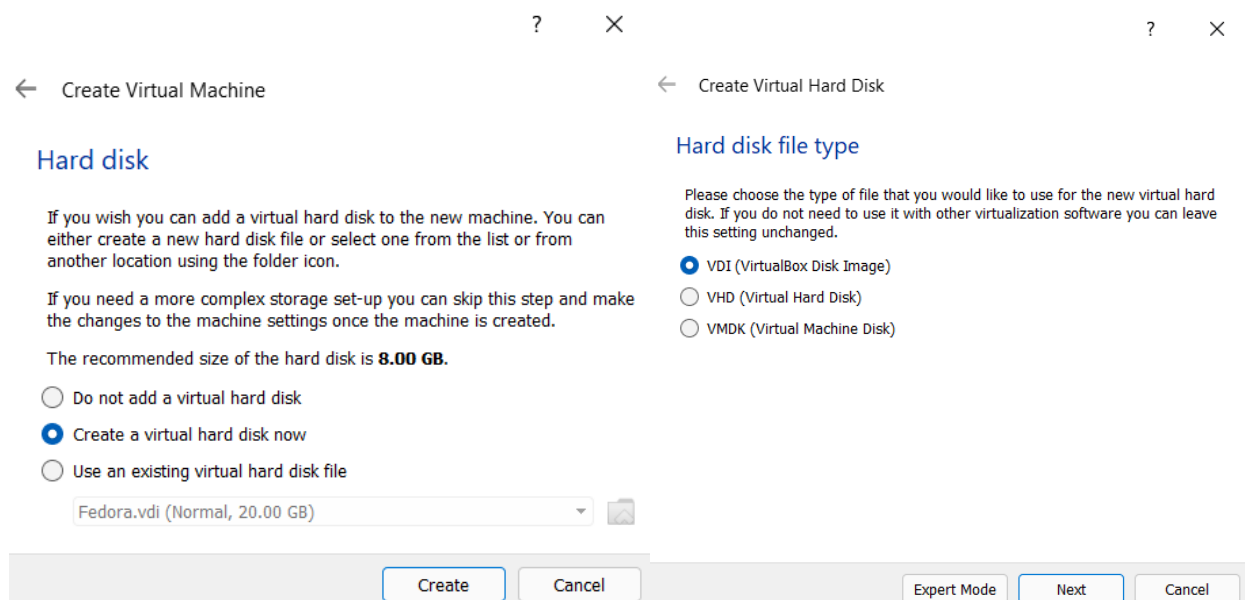 ?
Create Virtual Machine
Hard disk
If you wish you can add a virtual hard disk to the new machine. You can
either create a new hard disk file or select one from the list or from
another location using the folder icon.
If you need a more complex storage set-up you can skip this step and make
the changes to the machine settings once the machine is created.
The recommended size of the hard disk is 8.00 GB.
Do not add a virtual hard disk
Create a virtual hard disk now
Use an existing virtual hard disk file
Fedora.vdi (Normal, 20.00 GB)
Create
Cancel
?
Create Virtual Hard Disk
Hard disk file type
Please choose the type of file that you would like to use for the new virtual hard
disk. If you do not need to use it with other virtualization software you can leave
this setting unchanged.
VDI (VirtualBox Disk Image)
VHD (Virtual Hard Disk)
VMDK (Virtual Machine Disk)
Expert Mode
Next
Cancel